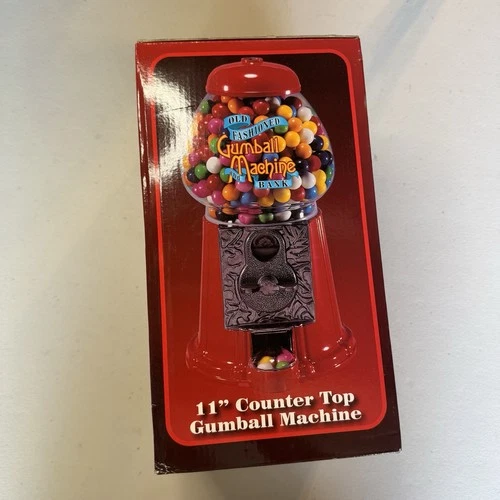 OLD
FASHIONED
Gumball
Machine
BANK
11” Counter Top
Gumball Machine